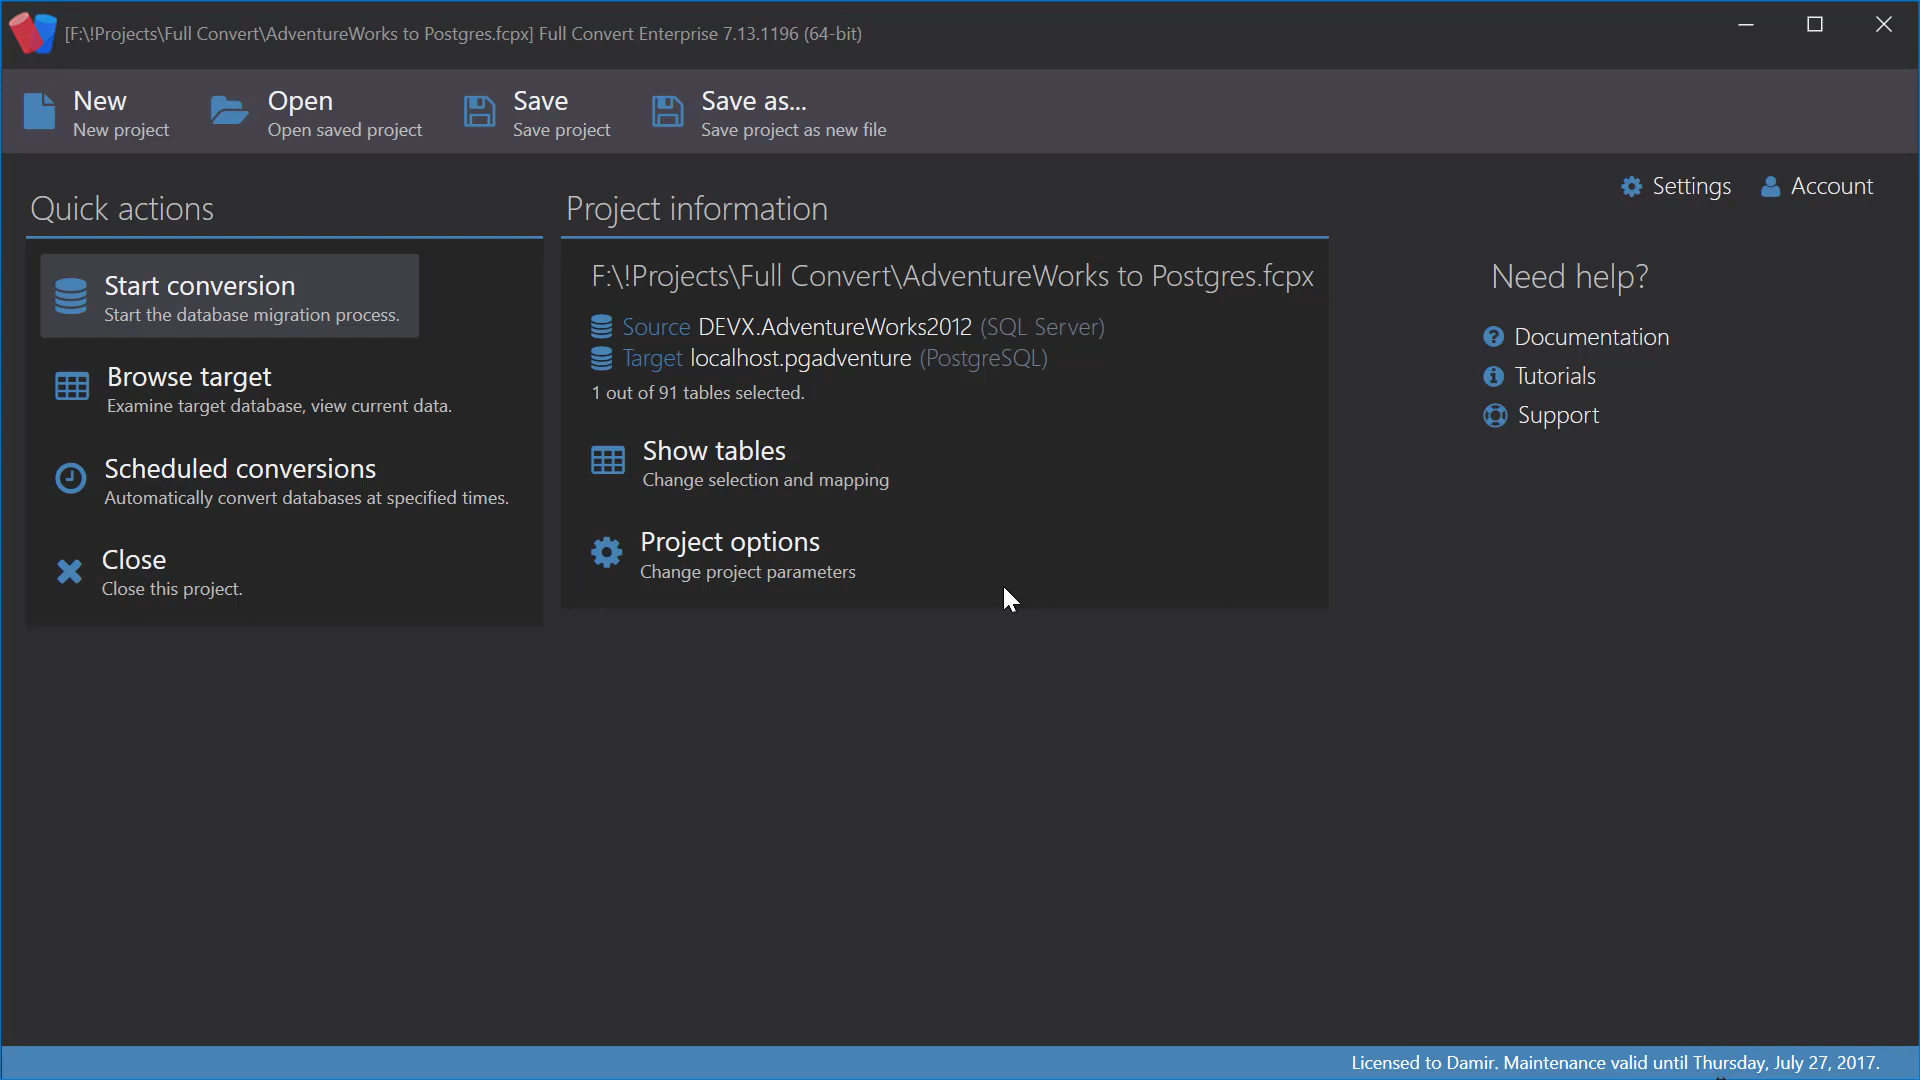 [F:\!Projects\Full Convert\AdventureWorks to Postgres.fcpx] Full Convert Enterprise 7.13.1196 (64-bit)
New
New project
Open
Open saved project
Save
Save project
Save as...
Save project as new file
Settings
Account
Quick actions
Start conversion
Start the database migration process.
Browse target
Examine target database, view current data.
Scheduled conversions
Automatically convert databases at specified times.
Close
Close this project.
Project information
F:\!Projects\Full Convert\AdventureWorks to Postgres.fcpx
Source DEVX.AdventureWorks2012 (SQL Server)
Target localhost.pgadventure (PostgreSQL)
1 out of 91 tables selected.
Show tables
Change selection and mapping
Project options
Change project parameters
Need help?
Documentation
Tutorials
Support
Licensed to Damir. Maintenance valid until Thursday, July 27, 2017.